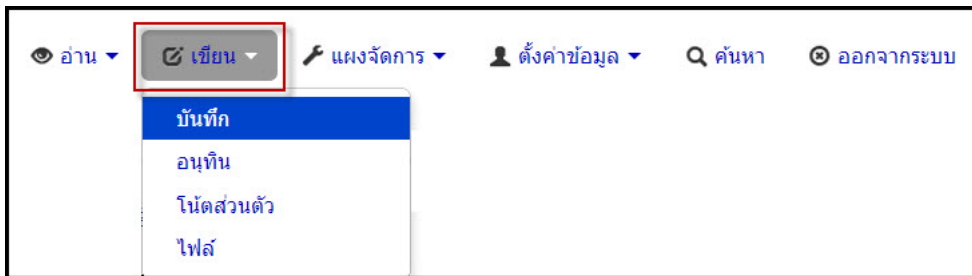 อ่าน เขียน แผงจัดการ ตั้งค่าข้อมูล ค้นหา ออกจากระบบ
บันทึก
อนุทิน
โน้ตส่วนตัว
ไฟล์